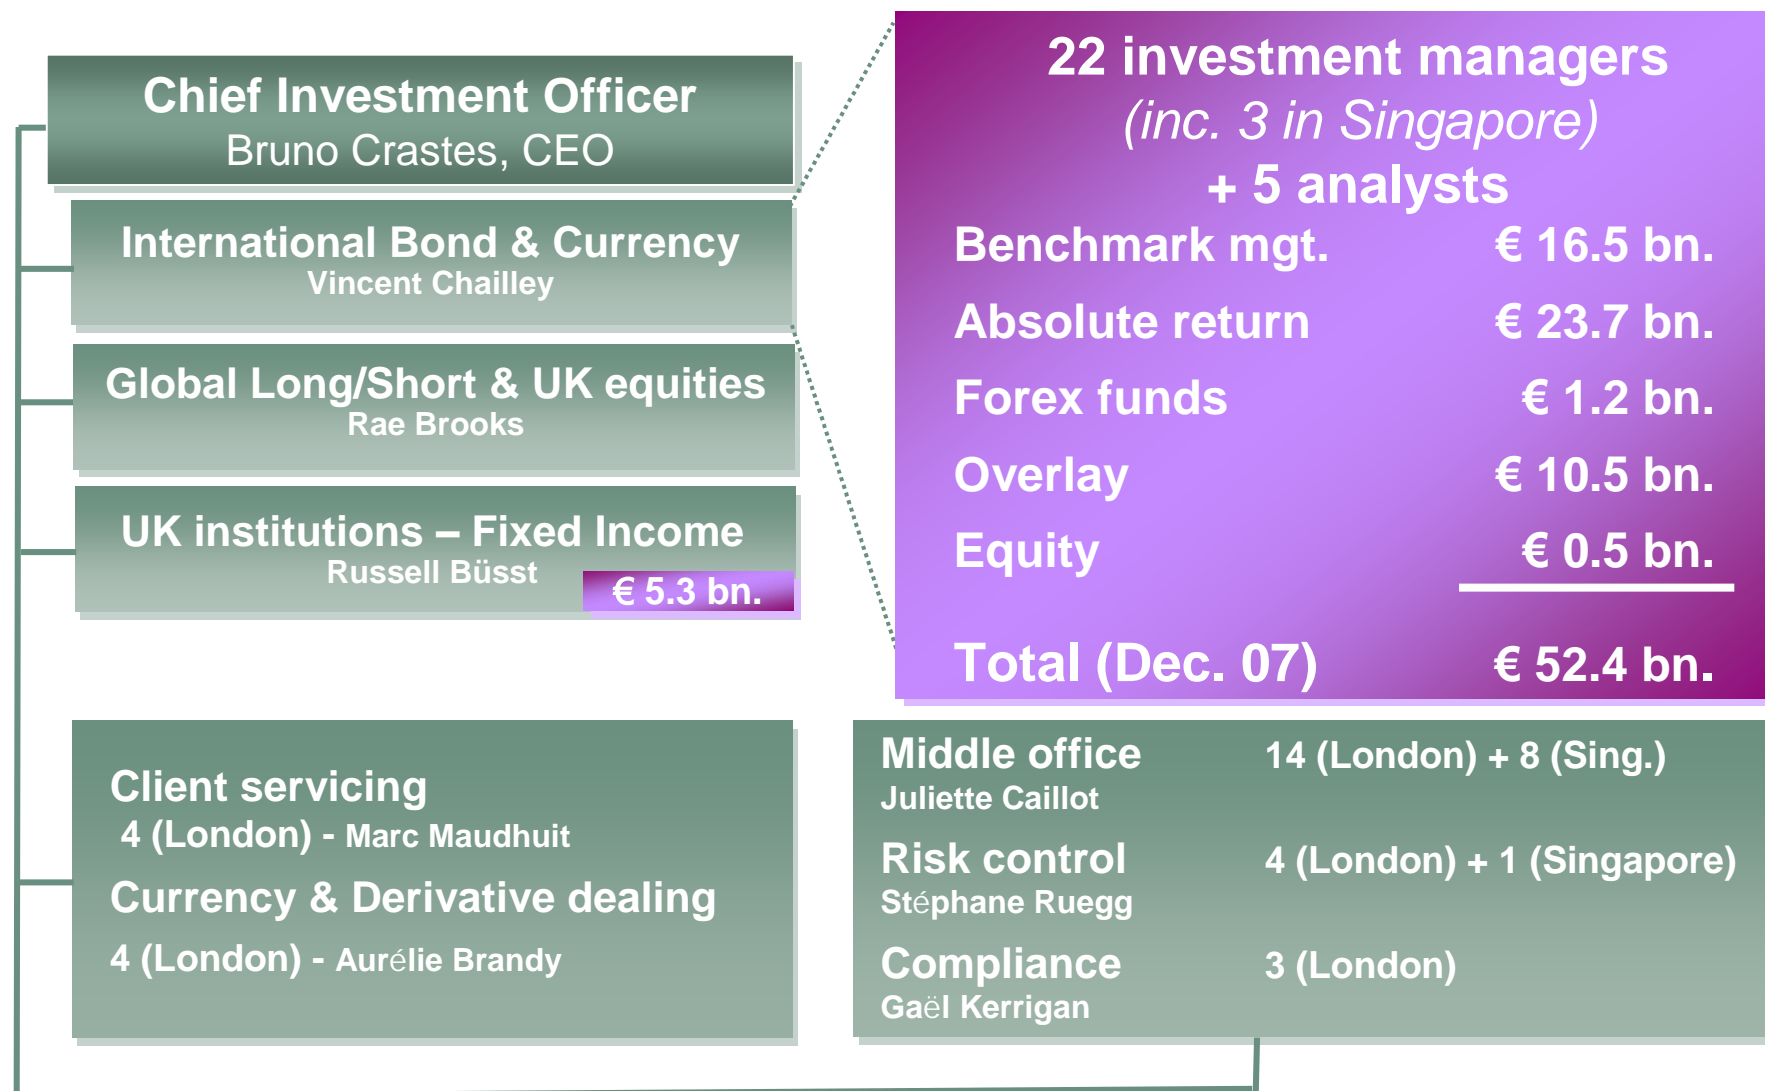 Chief Investment Officer
Bruno Crastes, CEO
International Bond & Currency
Vincent Chailley
Global Long/Short & UK equities
Rae Brooks
UK institutions – Fixed Income
Russell Büsst
€ 5.3 bn.
22 investment managers
(inc. 3 in Singapore)
+ 5 analysts
Benchmark mgt. € 16.5 bn.
Absolute return € 23.7 bn.
Forex funds € 1.2 bn.
Overlay € 10.5 bn.
Equity € 0.5 bn.
Total (Dec. 07) € 52.4 bn.
Client servicing
4 (London) - Marc Maudhuit
Currency & Derivative dealing
4 (London) - Aurélie Brandy
Middle office 14 (London) + 8 (Sing.)
Juliette Caillot
Risk control 4 (London) + 1 (Singapore)
Stéphane Ruegg
Compliance 3 (London)
Gaël Kerrigan